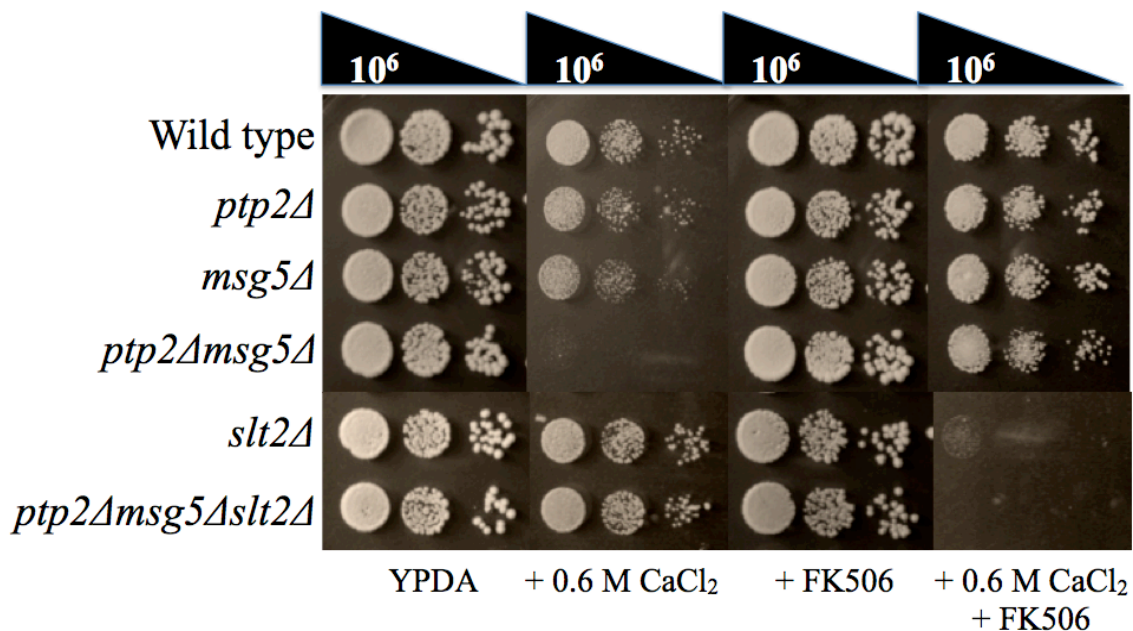 10⁶ 10⁶ 10⁶ 10⁶
Wild type
ptp2Δ
msg5Δ
ptp2Δmsg5Δ
slt2Δ
ptp2Δmsg5Δslt2Δ
YPDA + 0.6 M CaCl₂ + FK506 + 0.6 M CaCl₂
+ FK506